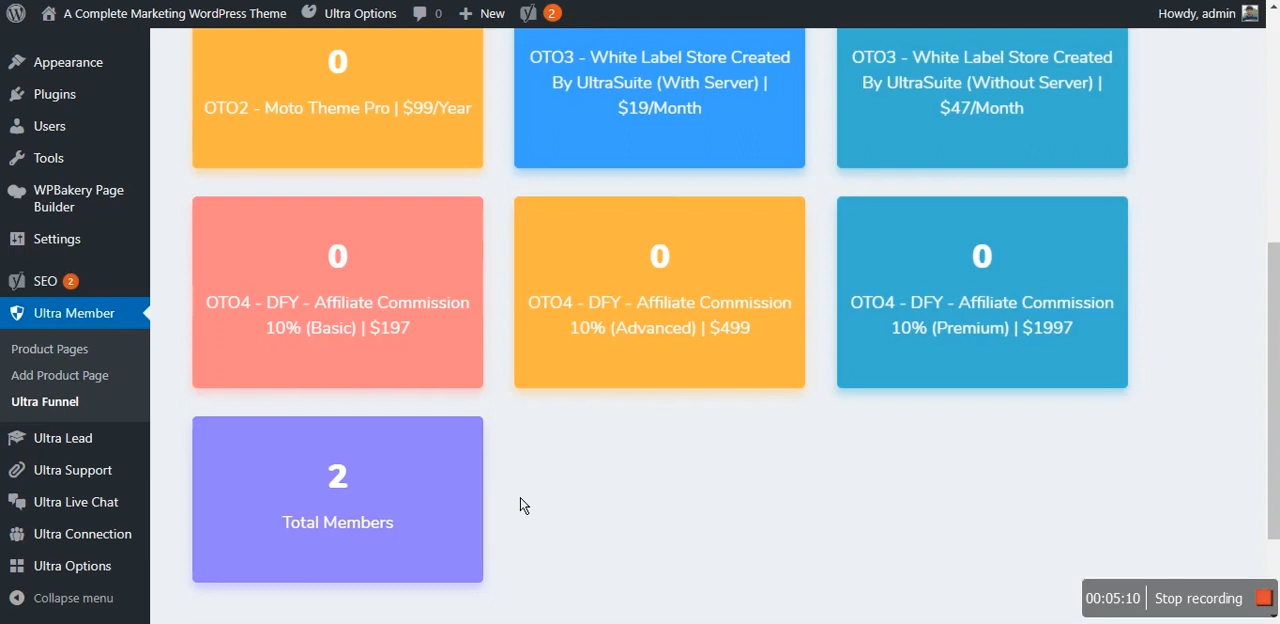 A Complete Marketing WordPress Theme
Ultra Options
0
New
2
Howdy, admin
Appearance
Plugins
Users
Tools
WPBakery Page
Builder
Settings
SEO 2
Ultra Member
Product Pages
Add Product Page
Ultra Funnel
Ultra Lead
Ultra Support
Ultra Live Chat
Ultra Connection
Ultra Options
Collapse menu
0
OTO2 - Moto Theme Pro | $99/Year
OTO3 - White Label Store Created
By UltraSuite (With Server) |
$19/Month
OTO3 - White Label Store Created
By UltraSuite (Without Server) |
$47/Month
0
OTO4 - DFY - Affiliate Commission
10% (Basic) | $197
0
OTO4 - DFY - Affiliate Commission
10% (Advanced) | $499
0
OTO4 - DFY - Affiliate Commission
10% (Premium) | $1997
2
Total Members
00:05:10
Stop recording